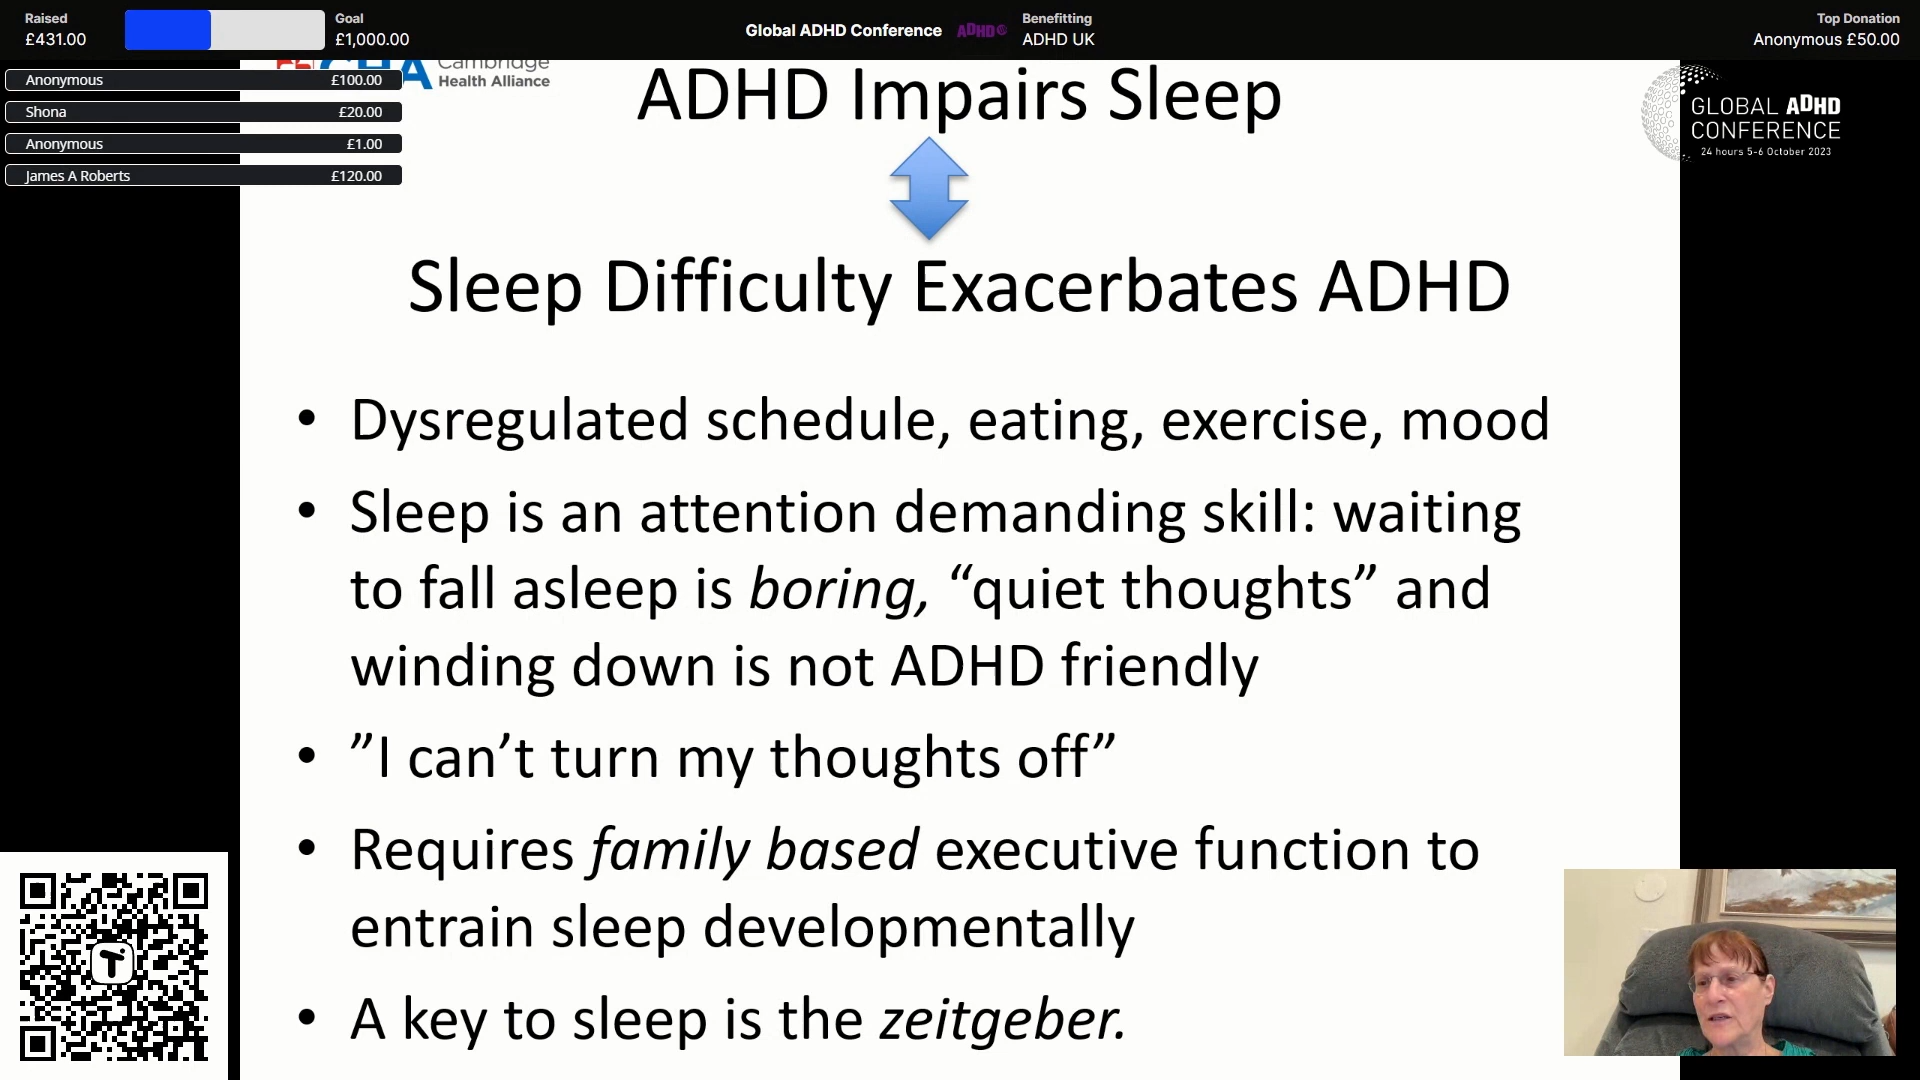 Raised
£431.00
Goal
£1,000.00
Global ADHD Conference
ADHD
Benefitting
ADHD UK
Top Donation
Anonymous £50.00
Anonymous £100.00
Shona £20.00
Anonymous £1.00
James A Roberts £120.00
Cambridge
Health Alliance
GLOBAL ADHD
CONFERENCE
24 hours 5-6 October 2023
ADHD Impairs Sleep
Sleep Difficulty Exacerbates ADHD
• Dysregulated schedule, eating, exercise, mood
• Sleep is an attention demanding skill: waiting
to fall asleep is boring, “quiet thoughts” and
winding down is not ADHD friendly
• ”I can’t turn my thoughts off”
• Requires family based executive function to
entrain sleep developmentally
• A key to sleep is the zeitgeber.
T